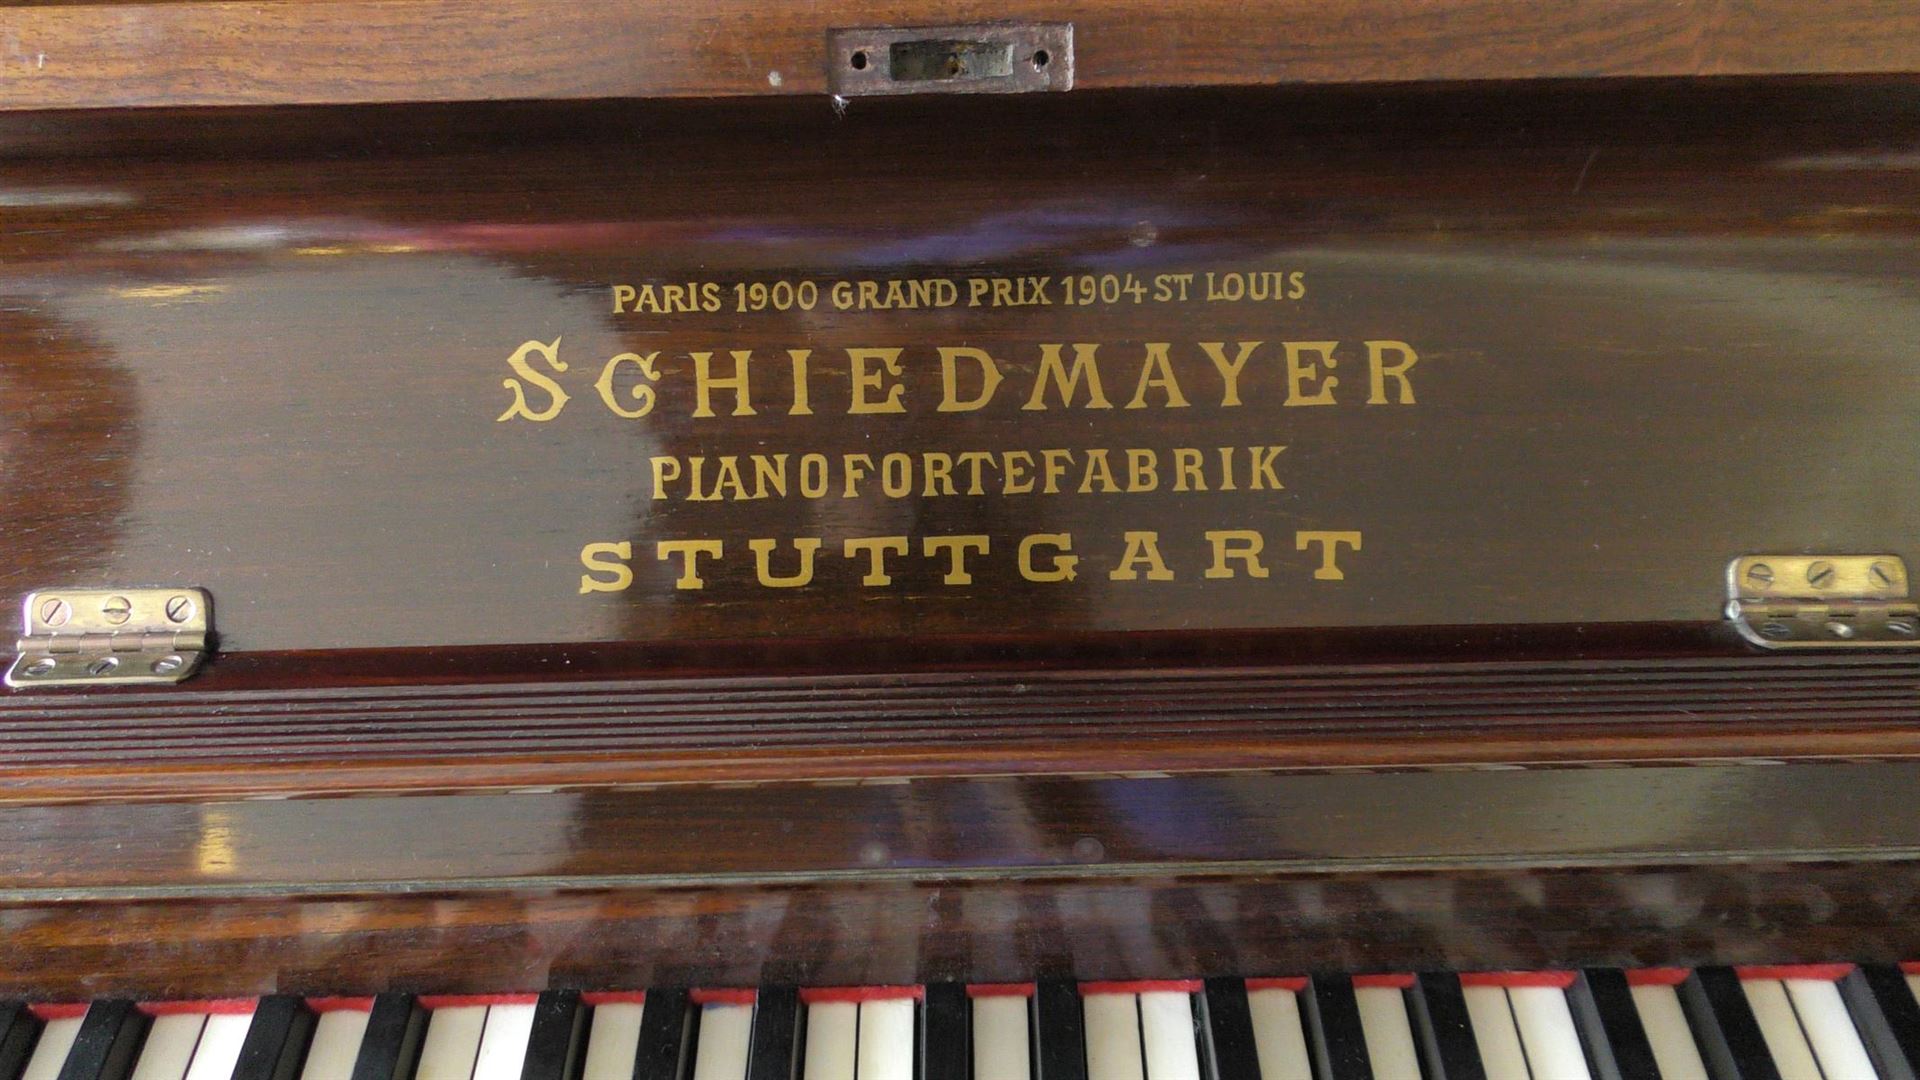 PARIS 1900 GRAND PRIX 1904 ST LOUIS
SCHIEDMAYER
PIANOFORTEFABRIK
STUTTGART